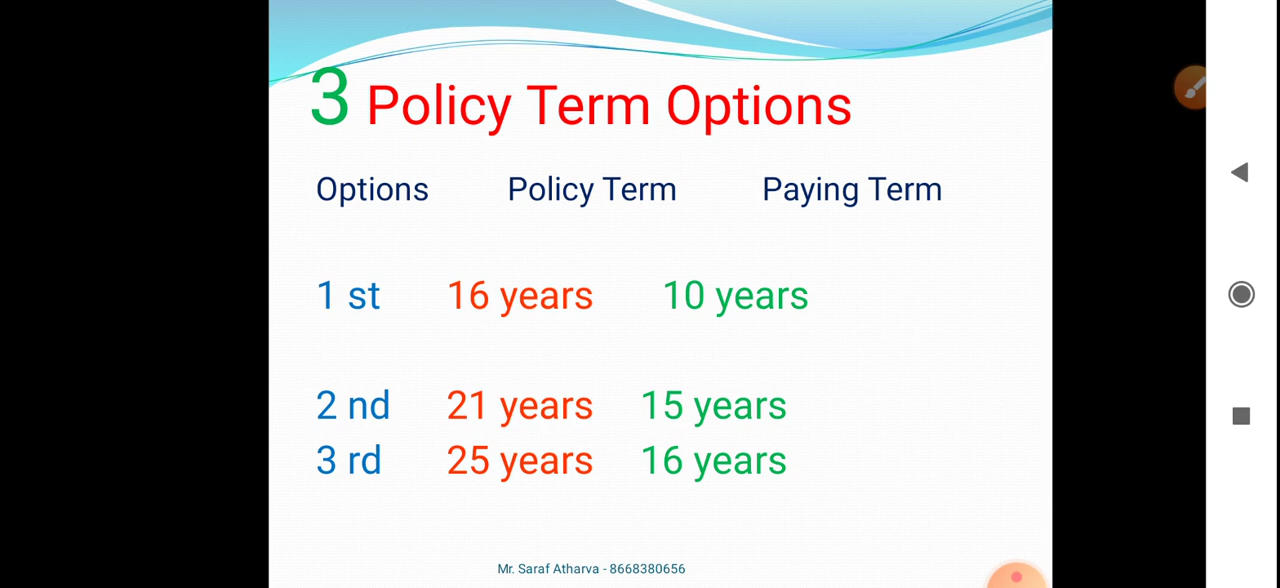 3 Policy Term Options
Options Policy Term Paying Term
1 st 16 years 10 years
2 nd 21 years 15 years
3 rd 25 years 16 years
Mr. Saraf Atharva - 8668380656